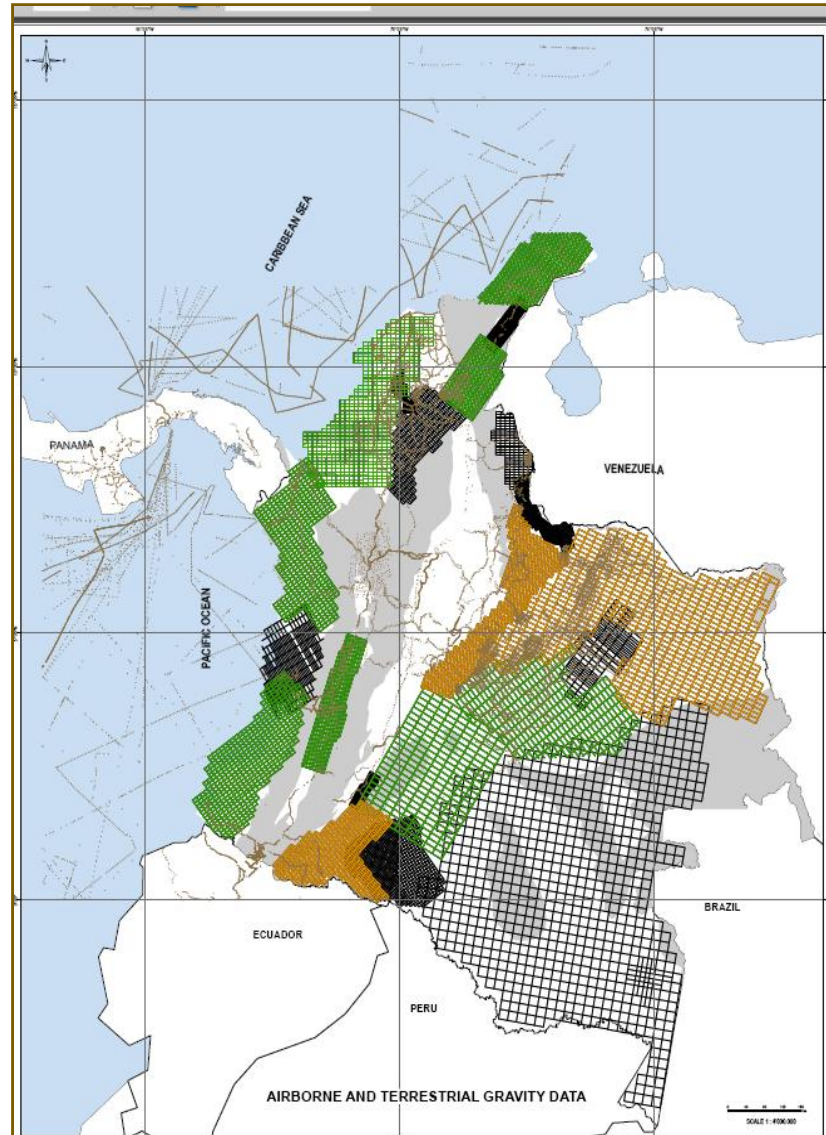 CARIBBEAN SEA
PANAMA
VENEZUELA
PACIFIC OCEAN
BRAZIL
ECUADOR
PERU
AIRBORNE AND TERRESTRIAL GRAVITY DATA